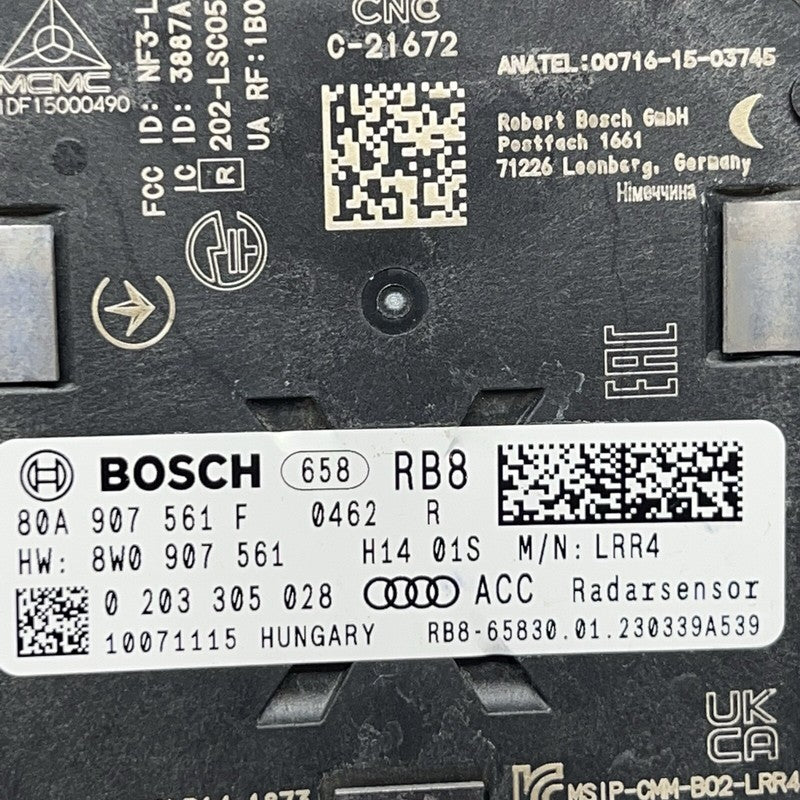 MCMC
IDF15000490
FCC ID: NF3-L
IC ID: 3887A
R 202-LSC05
UA RF: 1B0
CNC
C-21672
ANATEL:00716-15-03745
Robert Bosch GmbH
Postfach 1661
71226 Leonberg, Germany
Німеччина
EAC
BOSCH 658 RB8
80A 907 561 F 0462 R
HW: 8W0 907 561 H14 01S M/N: LRR4
0 203 305 028 ACC Radarsensor
10071115 HUNGARY RB8-65830.01.230339A539
UK
CA
MSIP-CMM-B02-LRR4